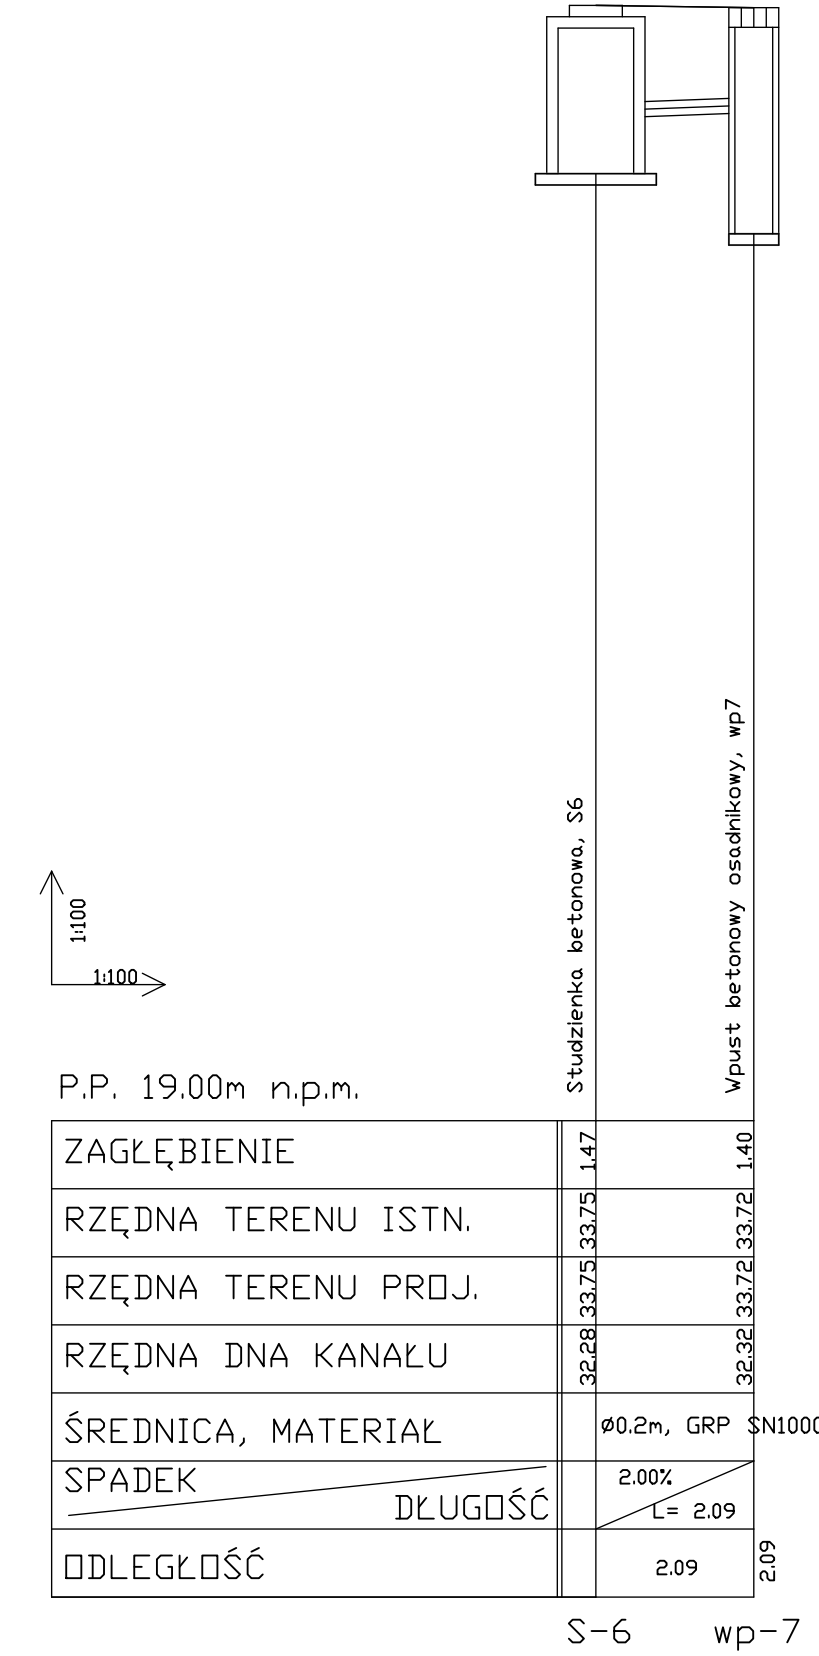 Studzienka betonowa, S6
Wpust betonowy osadnikowy, wp7
1:100
1:100
P.P. 19.00m n.p.m.
ZAGŁĘBIENIE 1.47 1.40
RZĘDNA TERENU ISTN. 33.75 33.72
RZĘDNA TERENU PROJ. 33.75 33.72
RZĘDNA DNA KANAŁU 32.28 32.32
ŚREDNICA, MATERIAŁ Ø0.2m, GRP SN1000
SPADEK 2.00%
DŁUGOŚĆ L= 2.09
ODLEGŁOŚĆ 2.09 2.09
S-6 wp-7